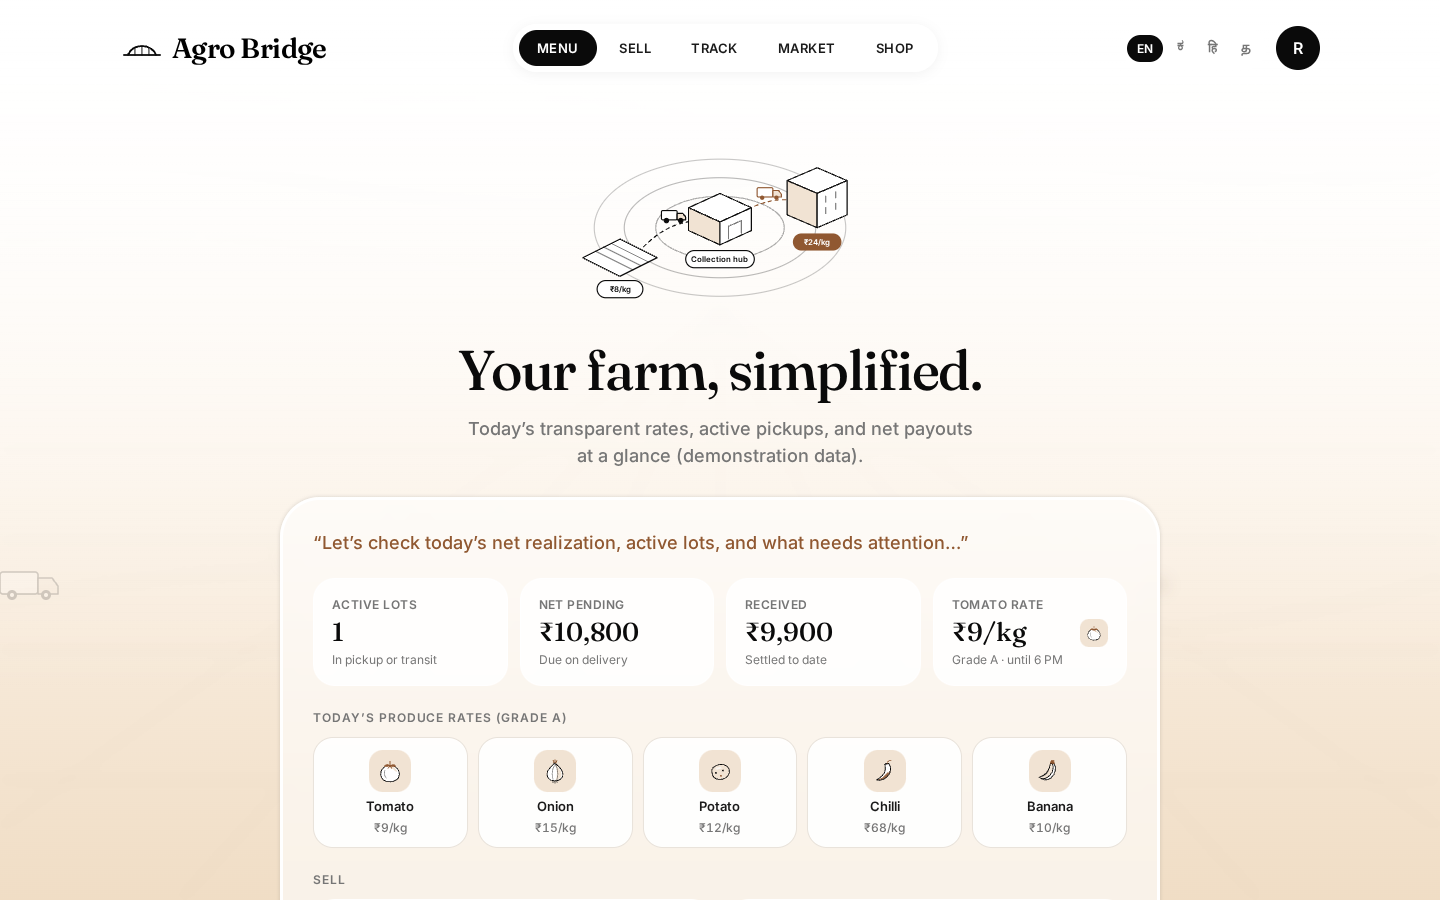 Agro Bridge
MENU
SELL
TRACK
MARKET
SHOP
EN
ಕ
हि
த
R
₹24/kg
Collection hub
₹8/kg
Your farm, simplified.
Today’s transparent rates, active pickups, and net payouts
at a glance (demonstration data).
“Let’s check today’s net realization, active lots, and what needs attention…”
ACTIVE LOTS
1
In pickup or transit
NET PENDING
₹10,800
Due on delivery
RECEIVED
₹9,900
Settled to date
TOMATO RATE
₹9/kg
Grade A · until 6 PM
TODAY’S PRODUCE RATES (GRADE A)
Tomato
₹9/kg
Onion
₹15/kg
Potato
₹12/kg
Chilli
₹68/kg
Banana
₹10/kg
SELL